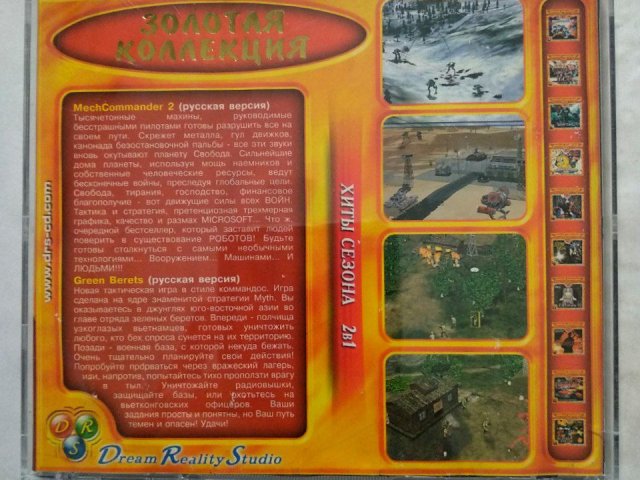 ЗОЛОТАЯ
КОЛЛЕКЦИЯ
MechCommander 2 (русская версия)
Тысячетонные махины, руководимые
бесстрашными пилотами готовы разрушить все на
своем пути. Скрежет металла, гул движков,
канонада безостановочной пальбы - все эти звуки
вновь окутывают планету Свобода. Сильнейшие
дома планеты, используя мощь наемников и
собственные человеческие ресурсы, ведут
бесконечные войны, преследуя глобальные цели.
Свобода, тирания, господство, финансовое
благополучие - вот движущие силы всех ВОЙН.
Тактика и стратегия, претенциозная трехмерная
графика, качество и размах MICROSOFT... Что ж,
очередной бестселлер, который заставит людей
поверить в существование РОБОТОВ! Будьте
готовы столкнуться с самыми необычными
технологиями... Вооружением... Машинами... И
ЛЮДЬМИ!!!
Green Berets (русская версия)
Новая тактическая игра в стиле коммандос. Игра
сделана на ядре знаменитой стратегии Myth. Вы
оказываетесь в джунглях юго-восточной азии во
главе отряда зеленых беретов. Впереди - полчища
узкоглазых вьетнамцев, готовых уничтожить
любого, кто без спроса сунется на их территорию.
Позади - военная база, с которой некуда бежать.
Очень тщательно планируйте свои действия!
Попробуйте прорваться через вражеский лагерь,
или, напротив, попытайтесь тихо проползти врагу
в тыл. Уничтожайте радиовышки,
защищайте базы, или охотьтесь на
вьетконговских офицеров. Ваши
задания просты и понятны, но Ваш путь
темен и опасен! Удачи!
www.drs-cd.com
DRS
Dream Reality Studio
ХИТЫ СЕЗОНА 2в1